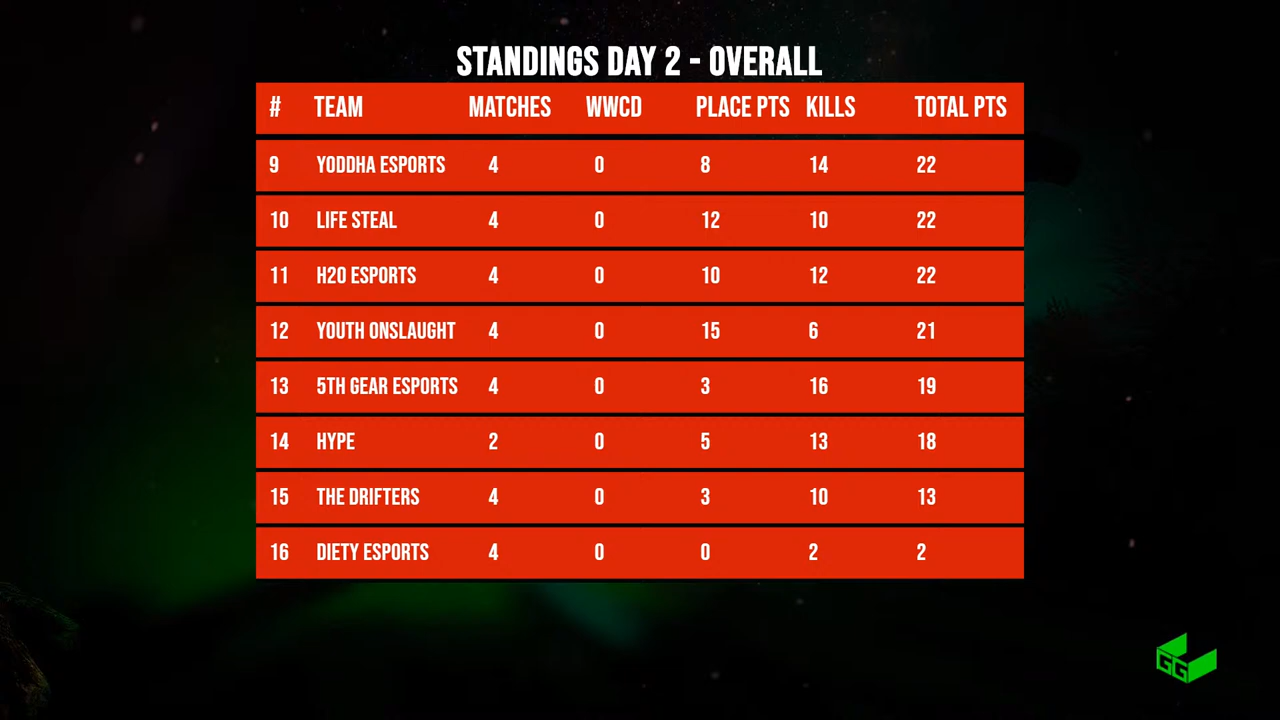 STANDINGS DAY 2 - OVERALL
# TEAM MATCHES WWCD PLACE PTS KILLS TOTAL PTS
9 YODDHA ESPORTS 4 0 8 14 22
10 LIFE STEAL 4 0 12 10 22
11 H20 ESPORTS 4 0 10 12 22
12 YOUTH ONSLAUGHT 4 0 15 6 21
13 5TH GEAR ESPORTS 4 0 3 16 19
14 HYPE 2 0 5 13 18
15 THE DRIFTERS 4 0 3 10 13
16 DIETY ESPORTS 4 0 0 2 2
GG